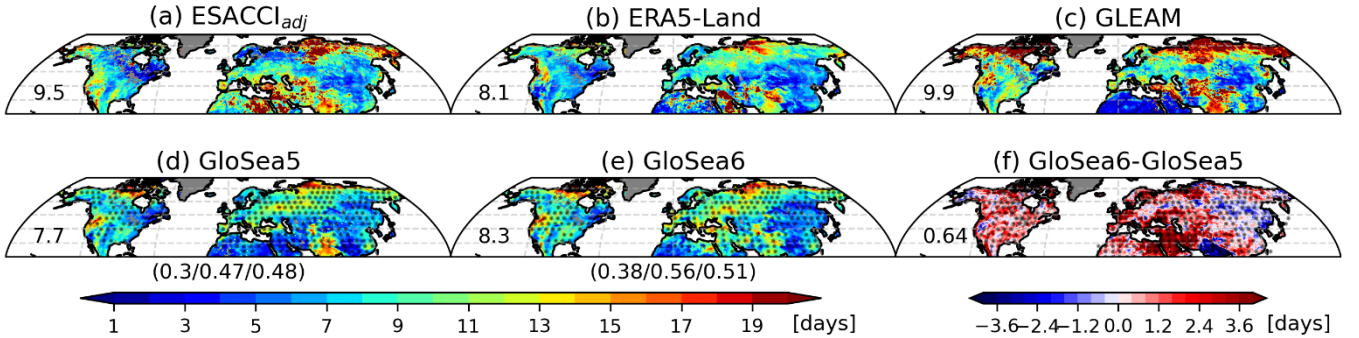 (a) ESACCI_adj (b) ERA5-Land (c) GLEAM
9.5 8.1 9.9
(d) GloSea5 (e) GloSea6 (f) GloSea6-GloSea5
7.7 8.3 0.64
(0.3/0.47/0.48) (0.38/0.56/0.51)
1 3 5 7 9 11 13 15 17 19 [days] −3.6 −2.4 −1.2 0.0 1.2 2.4 3.6 [days]